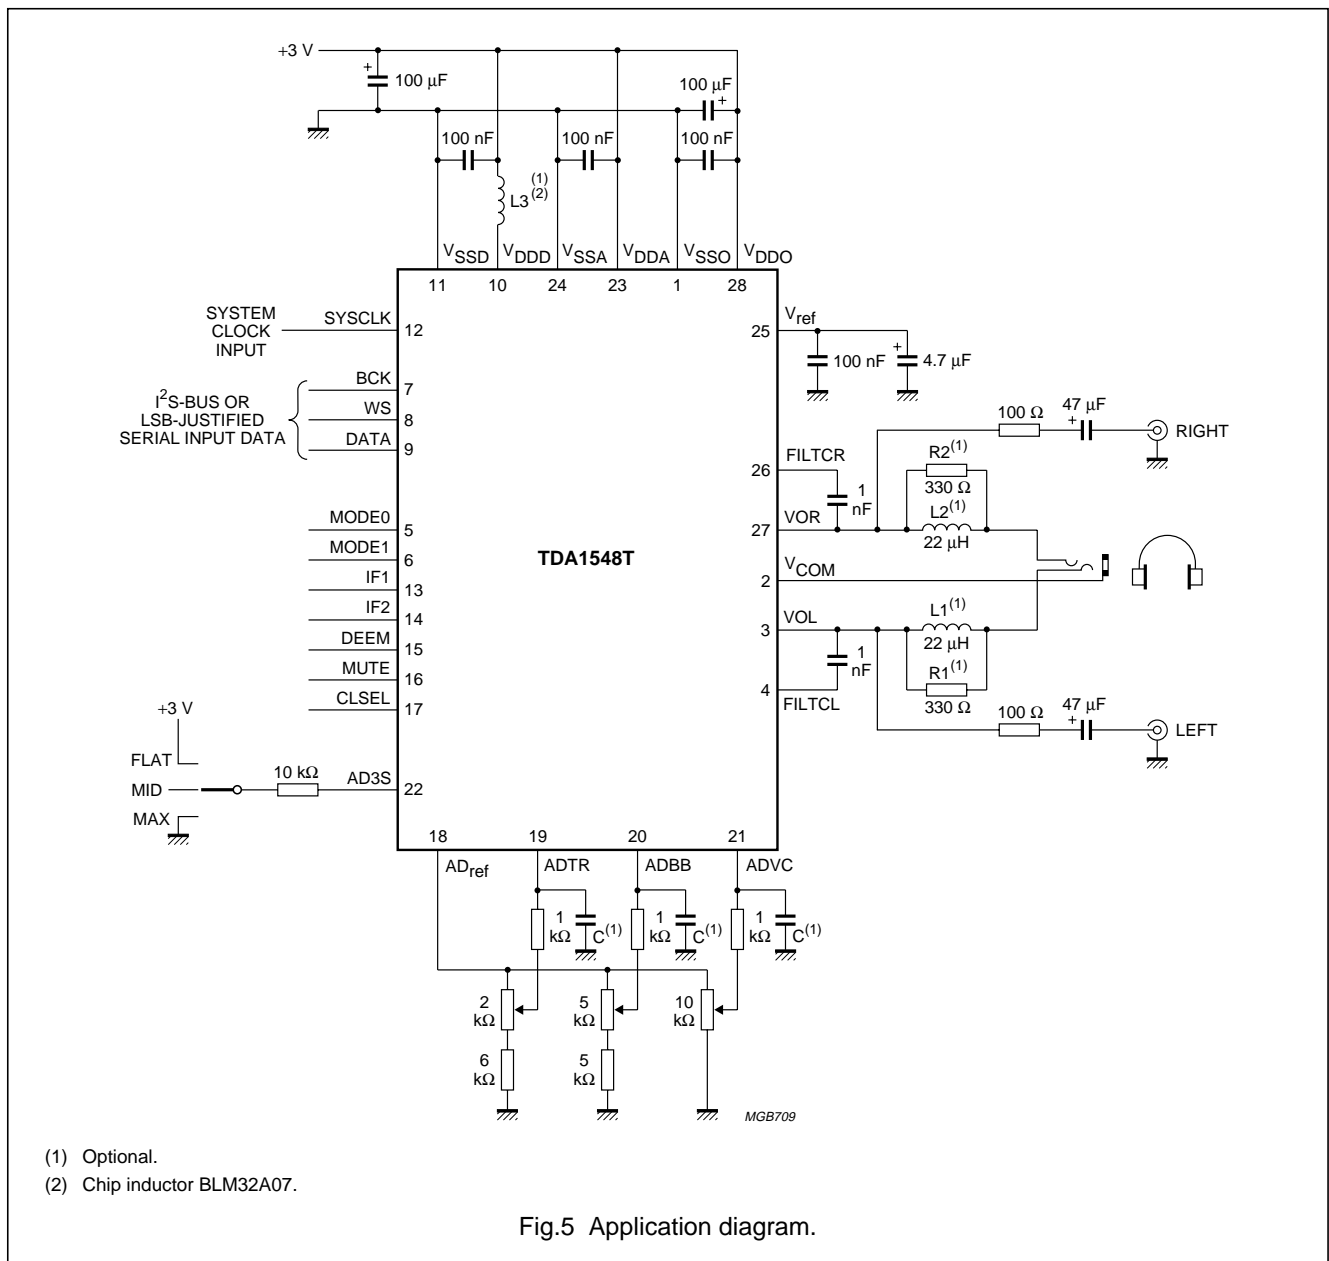 +3 V
+
100 μF
100 μF
+
100 nF
100 nF
100 nF
L3(1)
(2)
VSSD
VDDD
VSSA
VDDA
VSSO
VDDO
11
10
24
23
1
28
SYSTEM
CLOCK
INPUT
SYSCLK
12
25
Vref
100 nF
+
4.7 μF
I2S-BUS OR
LSB-JUSTIFIED
SERIAL INPUT DATA
BCK
7
WS
8
DATA
9
100 Ω
47 μF
+
RIGHT
FILTCR
26
1
nF
R2(1)
330 Ω
L2(1)
22 μH
VOR
27
MODE0
5
MODE1
6
IF1
13
IF2
14
DEEM
15
MUTE
16
CLSEL
17
TDA1548T
VCOM
2
VOL
3
L1(1)
22 μH
1
nF
R1(1)
330 Ω
4
FILTCL
100 Ω
47 μF
+
LEFT
+3 V
FLAT
MID
MAX
10 kΩ
AD3S
22
18
19
20
21
ADref
ADTR
ADBB
ADVC
1
kΩ
C(1)
1
kΩ
C(1)
1
kΩ
C(1)
2
kΩ
5
kΩ
10
kΩ
6
kΩ
5
kΩ
MGB709
(1) Optional.
(2) Chip inductor BLM32A07.
Fig.5 Application diagram.